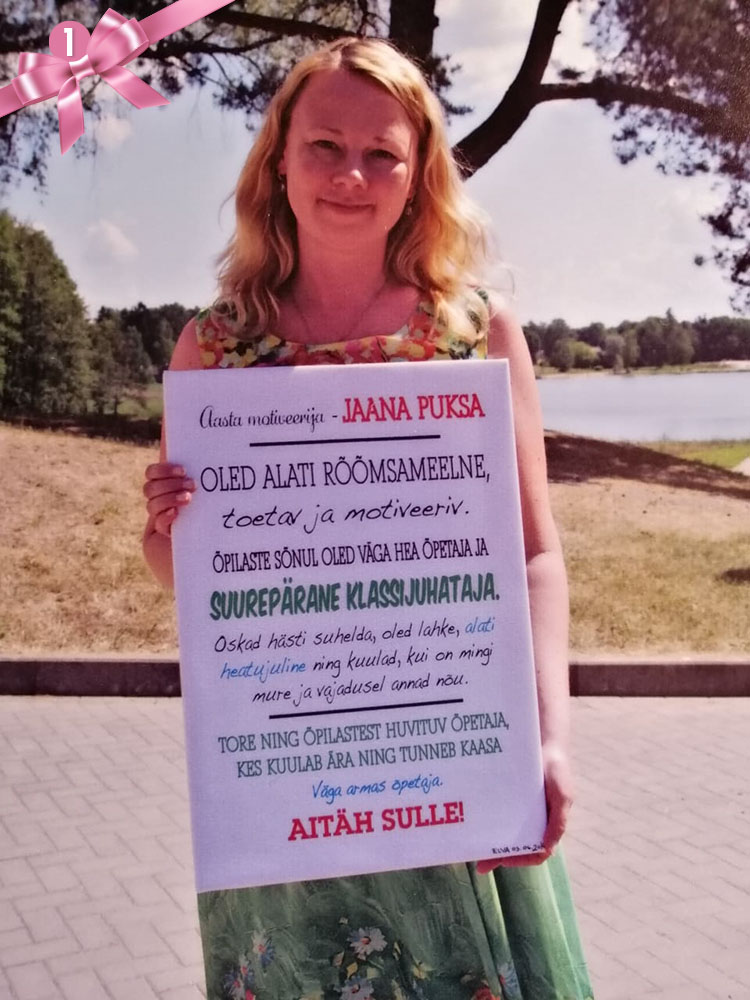 1
Aasta motiveerija - JAANA PUKSA
OLED ALATI RÕÕMSAMEELNE,
toetav ja motiveeriv.
ÕPILASTE SÕNUL OLED VÄGA HEA ÕPETAJA JA
SUUREPÄRANE KLASSIJUHATAJA.
Oskad hästi suhelda, oled lahke, alati
heatujuline ning kuulad, kui on mingi
mure ja vajadusel annad nõu.
TORE NING ÕPILASTEST HUVITUV ÕPETAJA,
KES KUULAB ÄRA NING TUNNEB KAASA
Väga armas õpetaja.
AITÄH SULLE!
ELVA